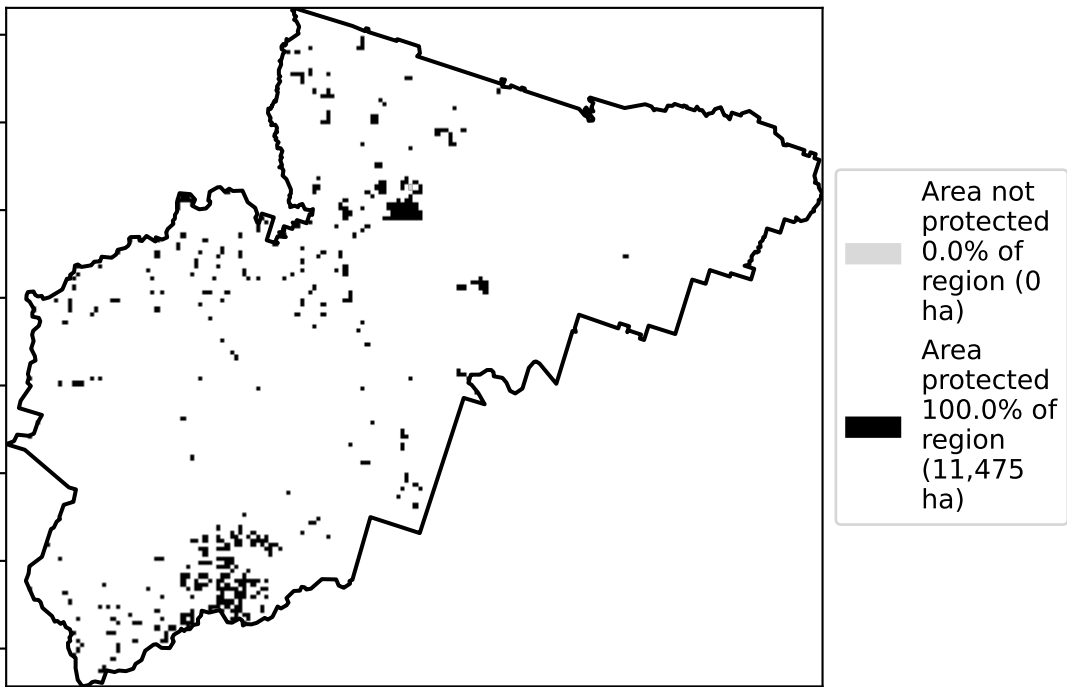 Area not
protected
0.0% of
region (0
ha)
Area
protected
100.0% of
region
(11,475
ha)